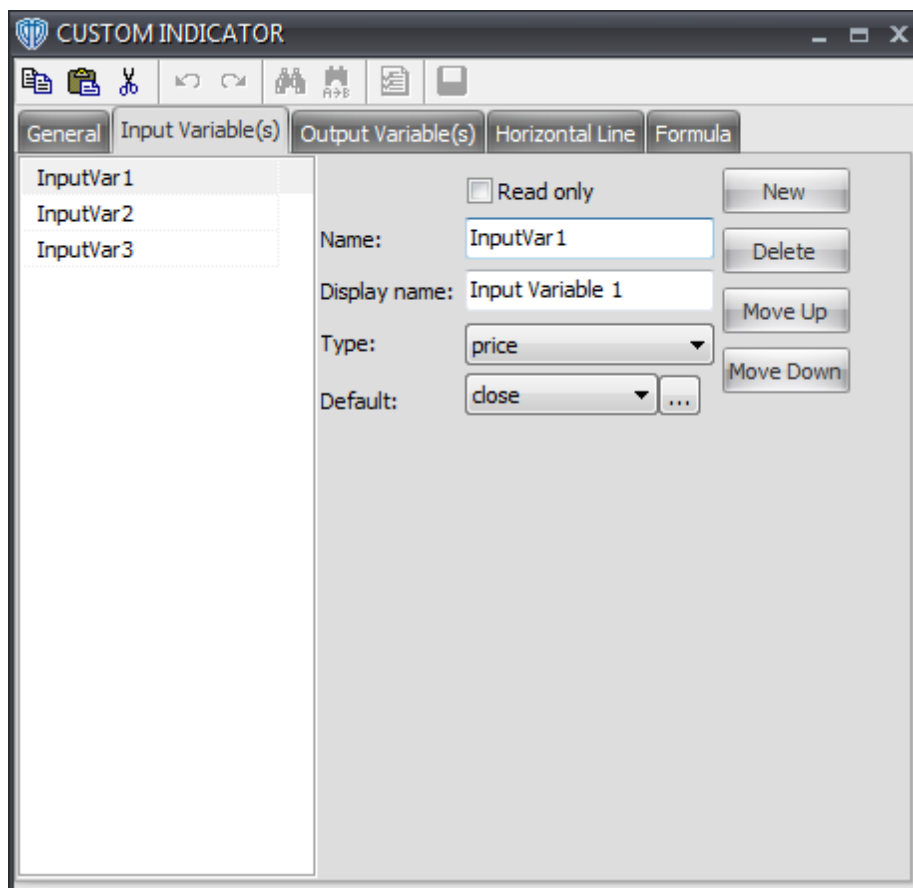 CUSTOM INDICATOR
A→B
General Input Variable(s) Output Variable(s) Horizontal Line Formula
InputVar1
InputVar2
InputVar3
Read only
Name: InputVar1
Display name: Input Variable 1
Type: price
Default: close ...
New
Delete
Move Up
Move Down